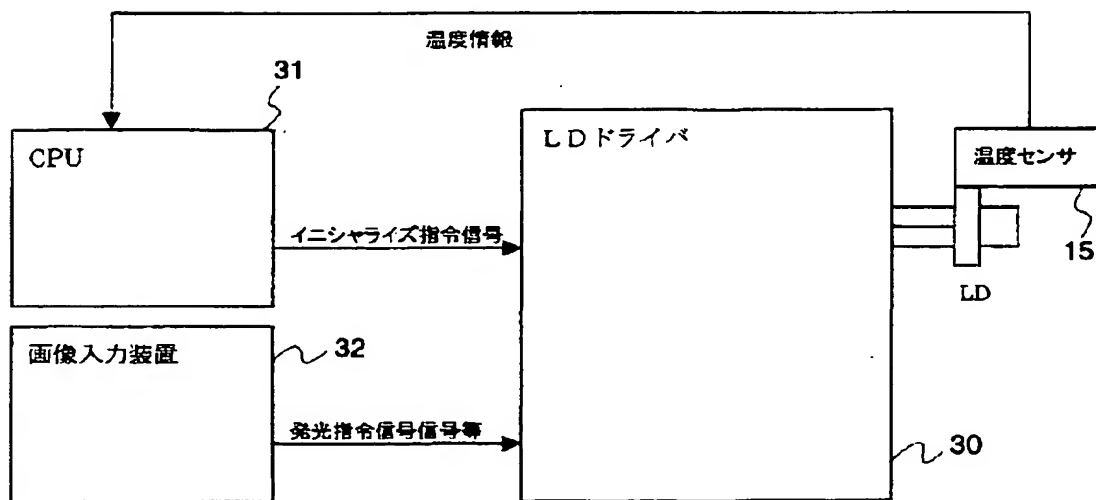 温度情報
31
CPU
LDドライバ
温度センサ
15
LD
イニシャライズ指令信号
画像入力装置
32
発光指令信号信号等
30